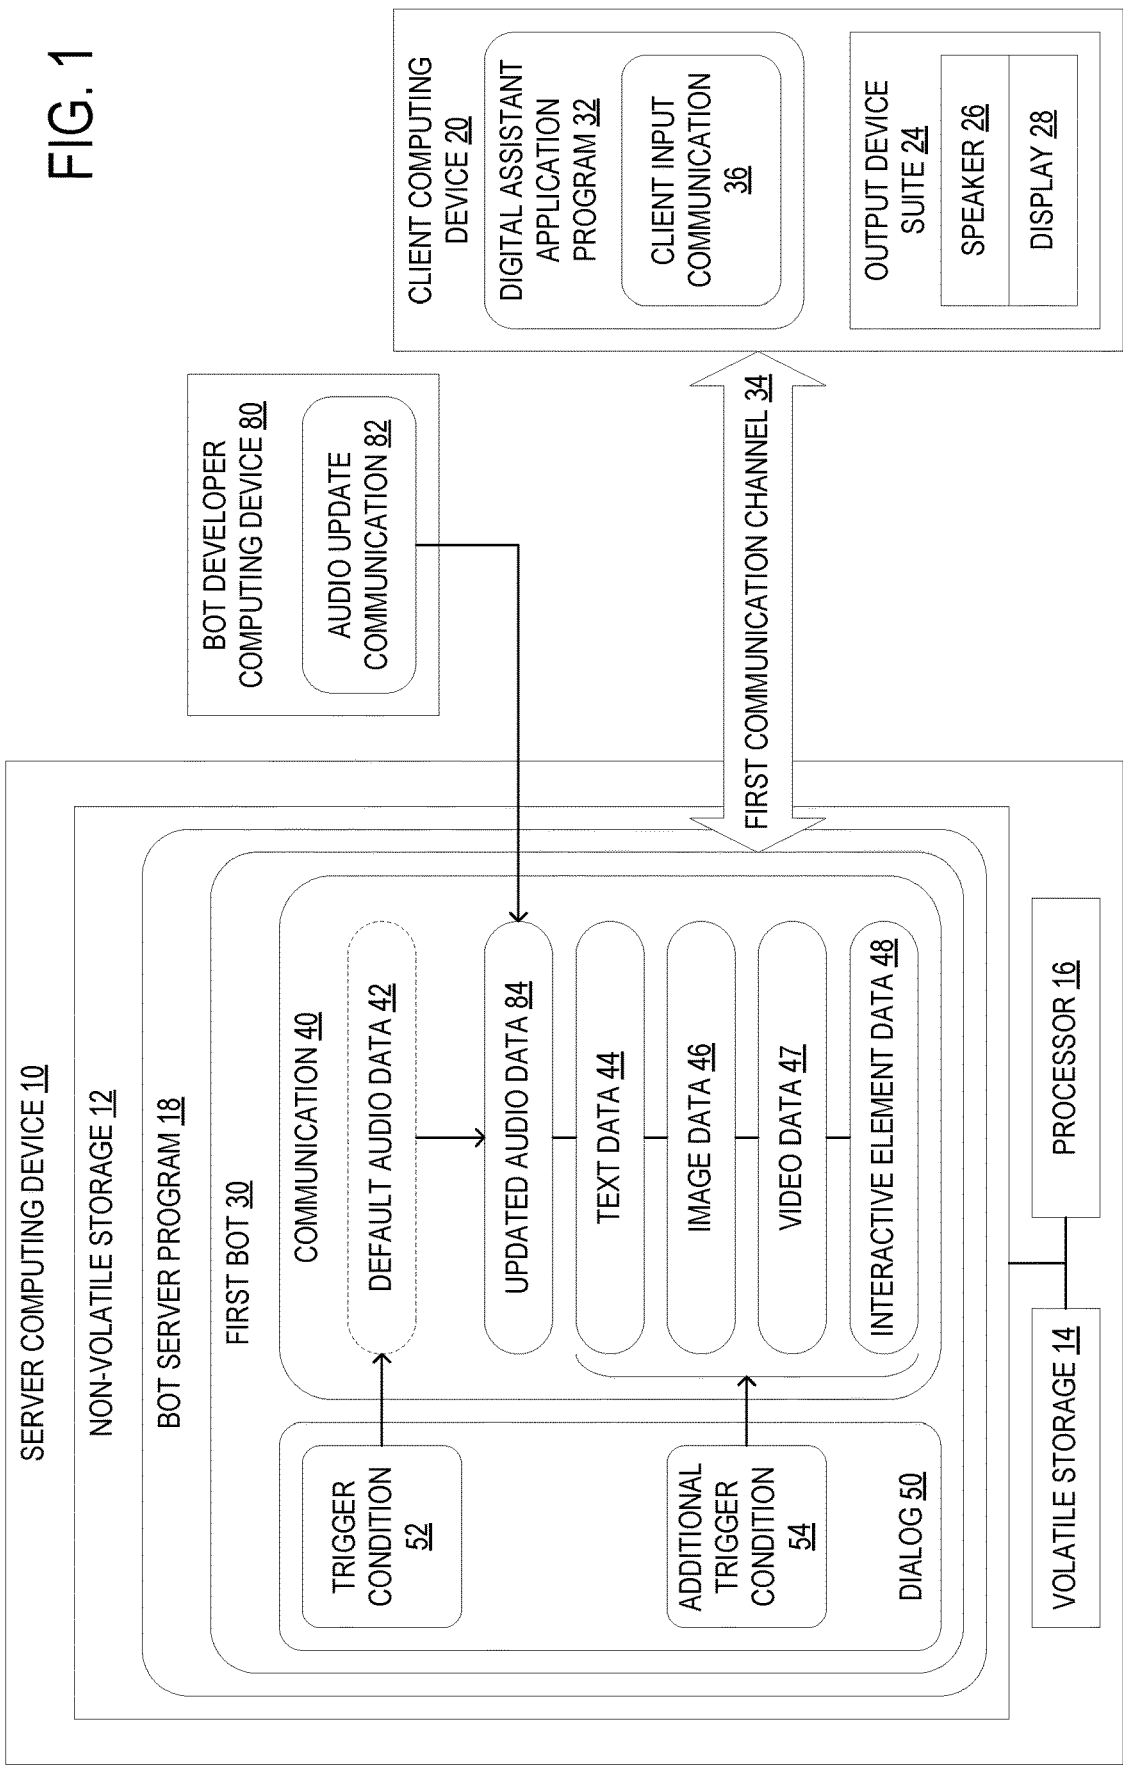 FIG. 1
SERVER COMPUTING DEVICE 10
NON-VOLATILE STORAGE 12
BOT SERVER PROGRAM 18
FIRST BOT 30
TRIGGER
CONDITION
52
ADDITIONAL
TRIGGER
CONDITION
54
DIALOG 50
COMMUNICATION 40
DEFAULT AUDIO DATA 42
UPDATED AUDIO DATA 84
TEXT DATA 44
IMAGE DATA 46
VIDEO DATA 47
INTERACTIVE ELEMENT DATA 48
VOLATILE STORAGE 14
PROCESSOR 16
BOT DEVELOPER
COMPUTING DEVICE 80
AUDIO UPDATE
COMMUNICATION 82
FIRST COMMUNICATION CHANNEL 34
CLIENT COMPUTING
DEVICE 20
DIGITAL ASSISTANT
APPLICATION
PROGRAM 32
CLIENT INPUT
COMMUNICATION
36
OUTPUT DEVICE
SUITE 24
SPEAKER 26
DISPLAY 28